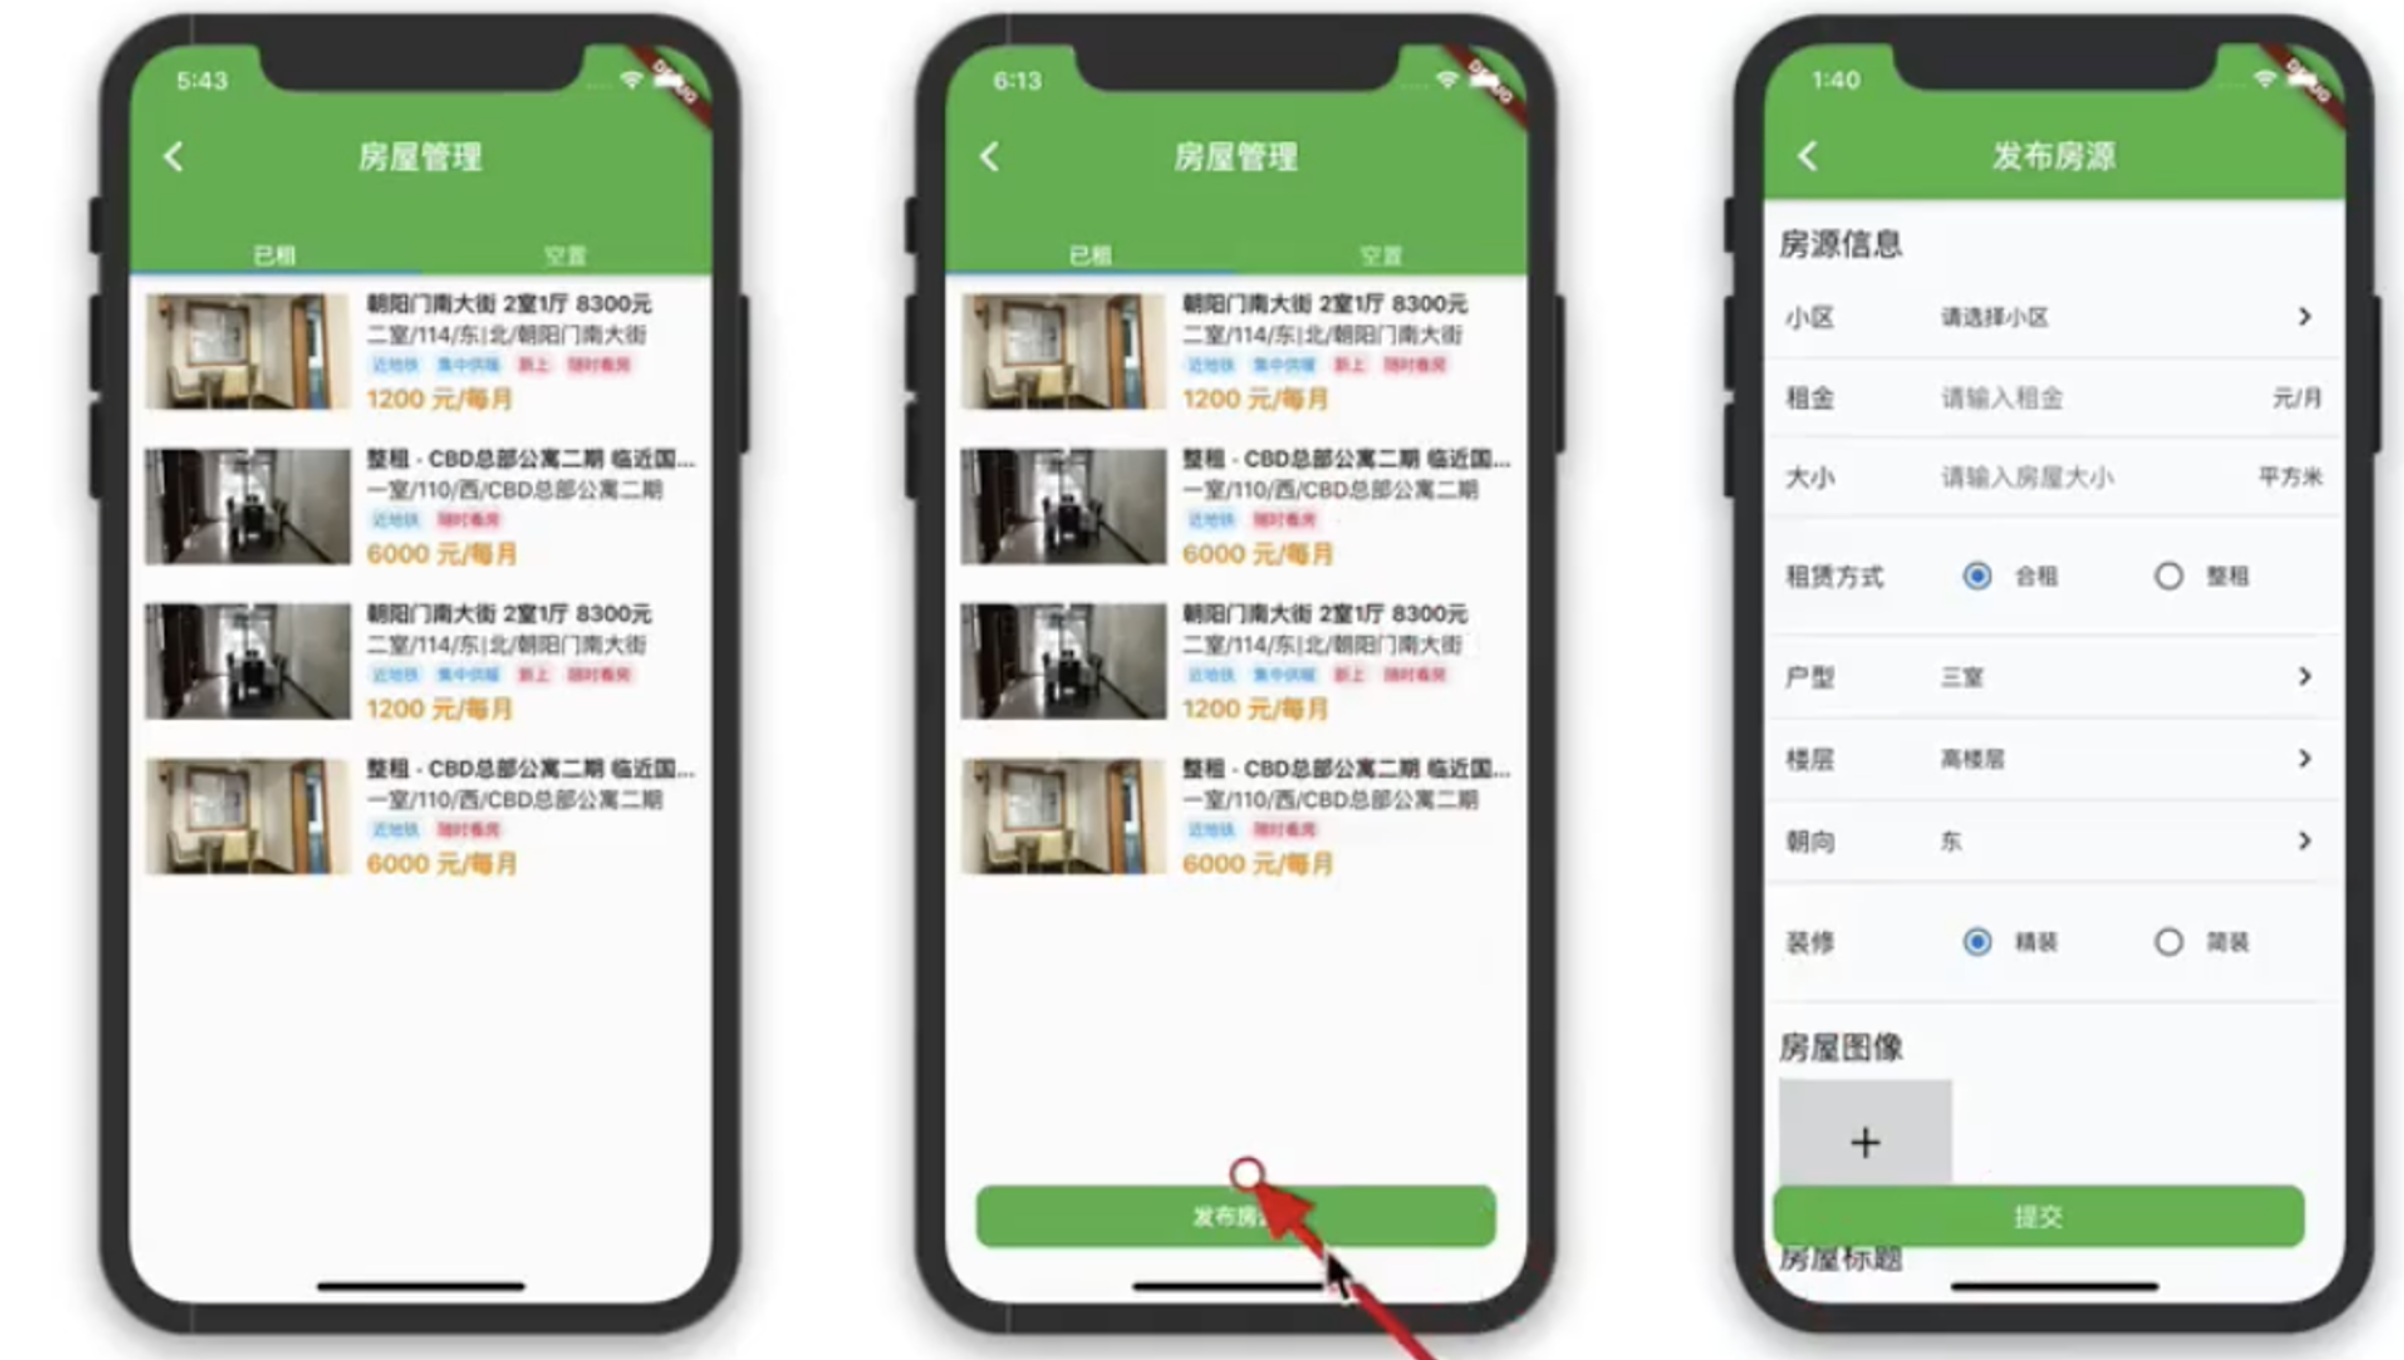 5:43
DEBUG
房屋管理
已租
空置
朝阳门南大街 2室1厅 8300元
二室/114/东|北/朝阳门南大街
近地铁 集中供暖 新上 随时看房
1200 元/每月
整租 - CBD总部公寓二期 临近国...
一室/110/西/CBD总部公寓二期
近地铁 随时看房
6000 元/每月
朝阳门南大街 2室1厅 8300元
二室/114/东|北/朝阳门南大街
近地铁 集中供暖 新上 随时看房
1200 元/每月
整租 - CBD总部公寓二期 临近国...
一室/110/西/CBD总部公寓二期
近地铁 随时看房
6000 元/每月
6:13
DEBUG
房屋管理
已租
空置
朝阳门南大街 2室1厅 8300元
二室/114/东|北/朝阳门南大街
近地铁 集中供暖 新上 随时看房
1200 元/每月
整租 - CBD总部公寓二期 临近国...
一室/110/西/CBD总部公寓二期
近地铁 随时看房
6000 元/每月
朝阳门南大街 2室1厅 8300元
二室/114/东|北/朝阳门南大街
近地铁 集中供暖 新上 随时看房
1200 元/每月
整租 - CBD总部公寓二期 临近国...
一室/110/西/CBD总部公寓二期
近地铁 随时看房
6000 元/每月
发布房源
1:40
DEBUG
发布房源
房源信息
小区 请选择小区
租金 请输入租金 元/月
大小 请输入房屋大小 平方米
租赁方式 合租 整租
户型 三室
楼层 高楼层
朝向 东
装修 精装 简装
房屋图像
+
提交
房屋标题